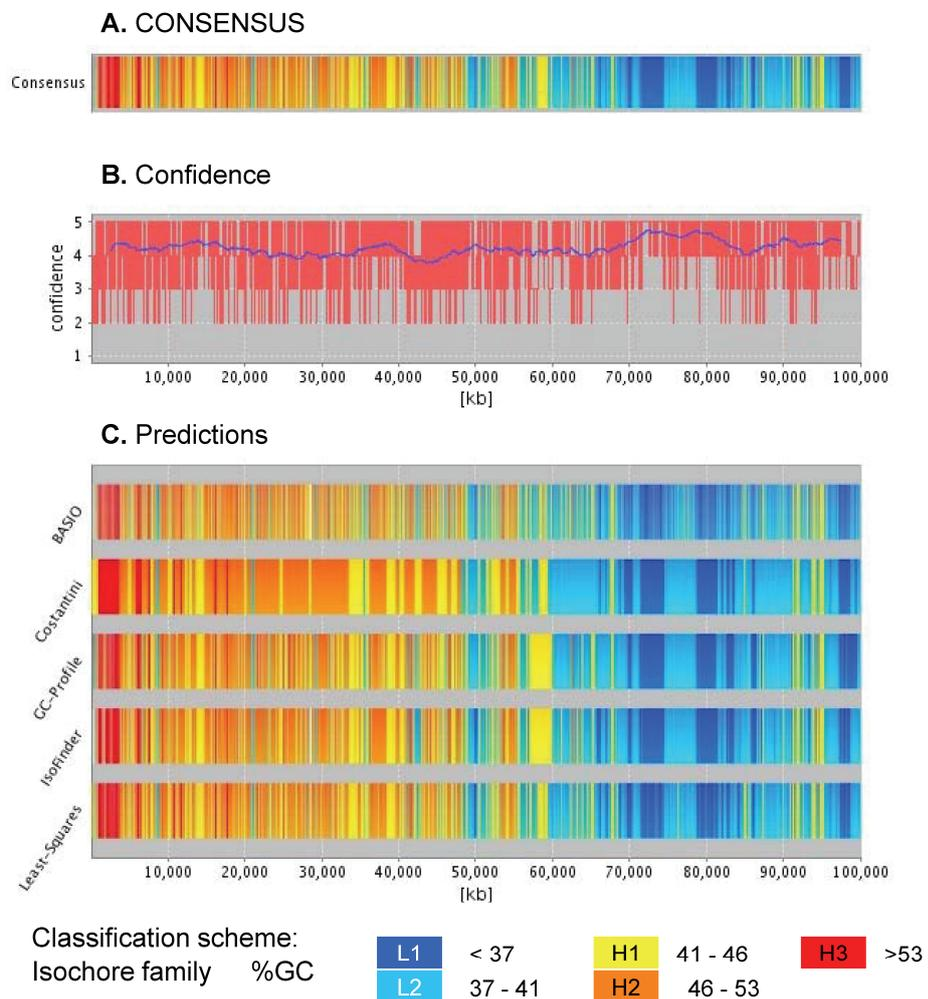 A. CONSENSUS
Consensus
B. Confidence
confidence
5
4
3
2
1
10,000 20,000 30,000 40,000 50,000 60,000 70,000 80,000 90,000 100,000
[kb]
C. Predictions
BASIO
Costantini
GC-Profile
IsoFinder
Least-Squares
10,000 20,000 30,000 40,000 50,000 60,000 70,000 80,000 90,000 100,000
[kb]
Classification scheme:
Isochore family %GC
L1 < 37 H1 41 - 46 H3 >53
L2 37 - 41 H2 46 - 53